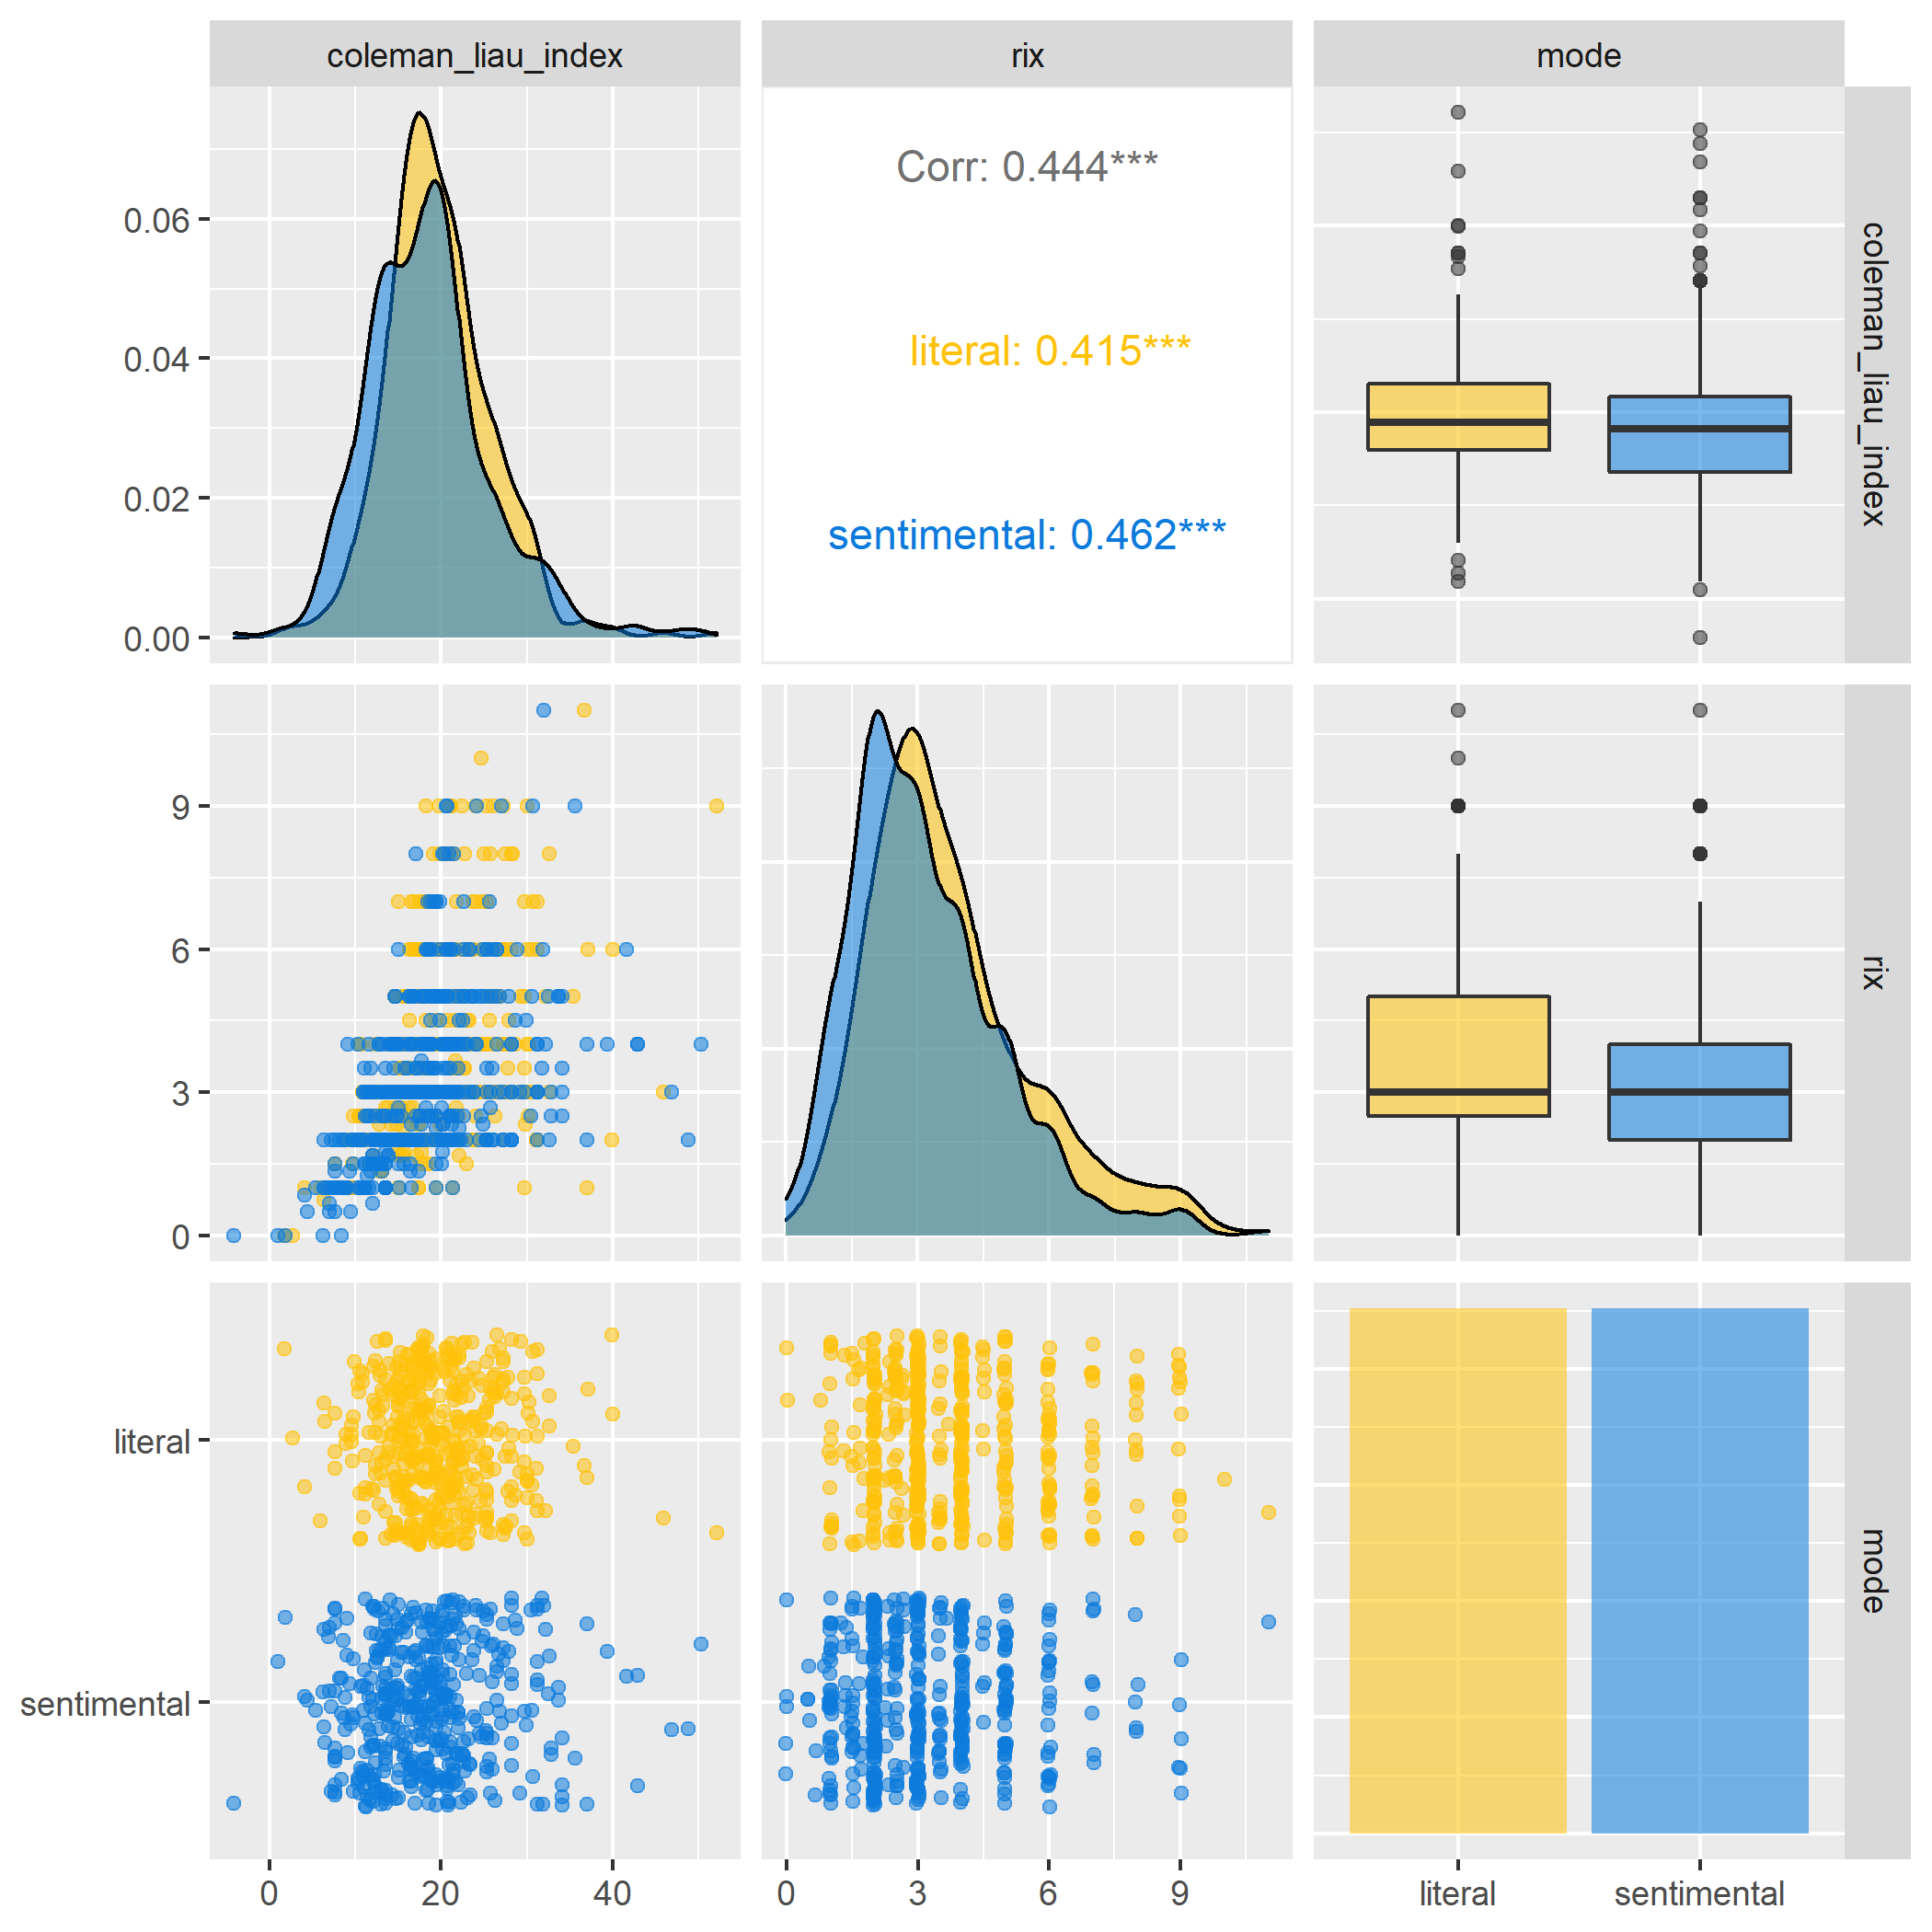 coleman_liau_index
rix
mode
0.06
0.04
0.02
0.00
Corr: 0.444***
literal: 0.415***
sentimental: 0.462***
coleman_liau_index
9
6
3
0
rix
literal
sentimental
mode
0 20 40
0 3 6 9
literal sentimental